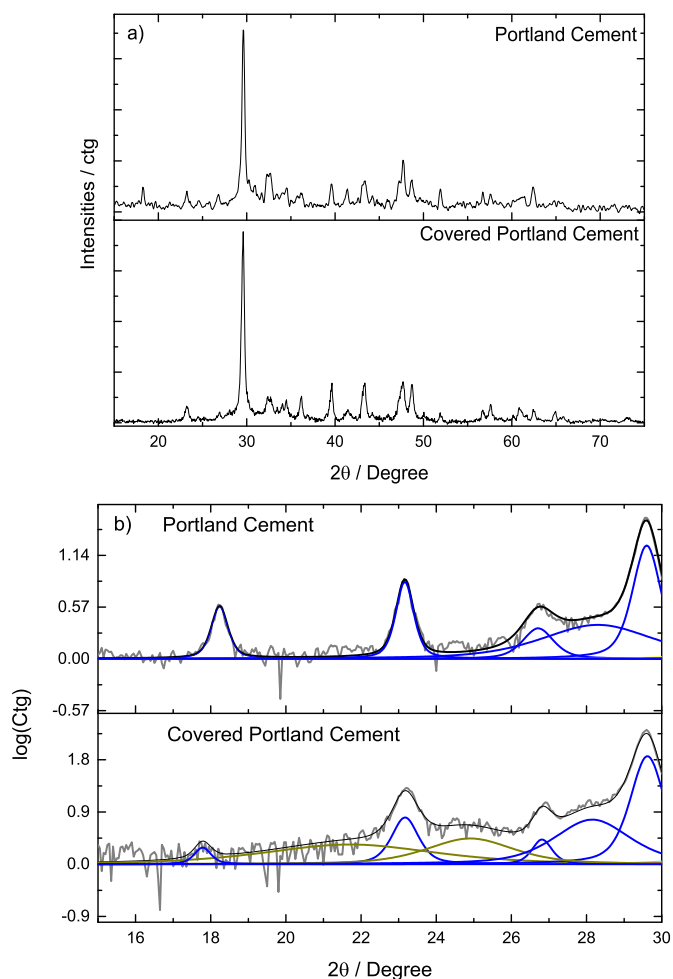 a)
Portland Cement
Intensities / ctg
Covered Portland Cement
20 30 40 50 60 70
2θ / Degree
b) Portland Cement
1.14
0.57
0.00
-0.57
log(Ctg)
Covered Portland Cement
1.8
0.9
0.0
-0.9
16 18 20 22 24 26 28 30
2θ / Degree